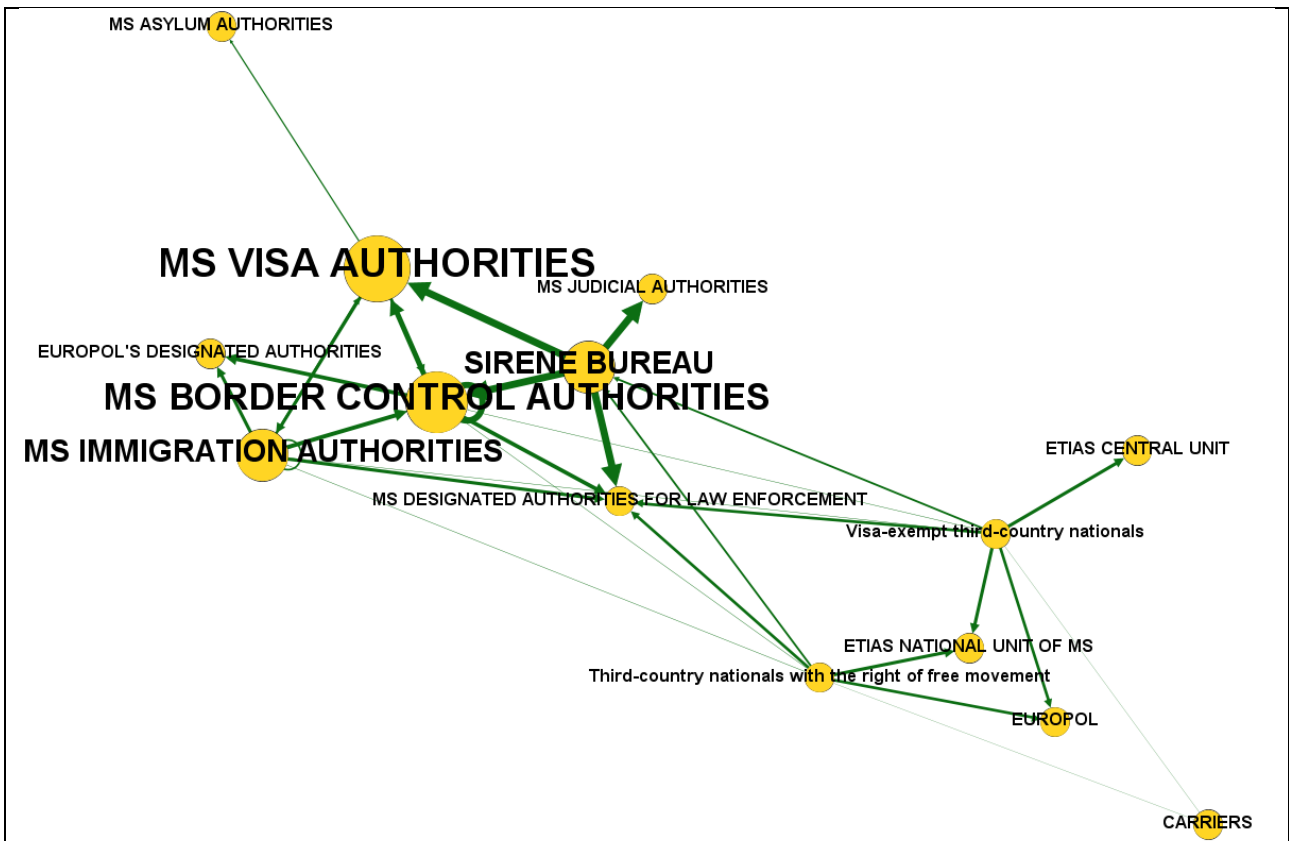 MS ASYLUM AUTHORITIES
MS VISA AUTHORITIES
MS JUDICIAL AUTHORITIES
EUROPOL'S DESIGNATED AUTHORITIES
SIRENE BUREAU
MS BORDER CONTROL AUTHORITIES
MS IMMIGRATION AUTHORITIES
ETIAS CENTRAL UNIT
MS DESIGNATED AUTHORITIES FOR LAW ENFORCEMENT
Visa-exempt third-country nationals
ETIAS NATIONAL UNIT OF MS
Third-country nationals with the right of free movement
EUROPOL
CARRIERS